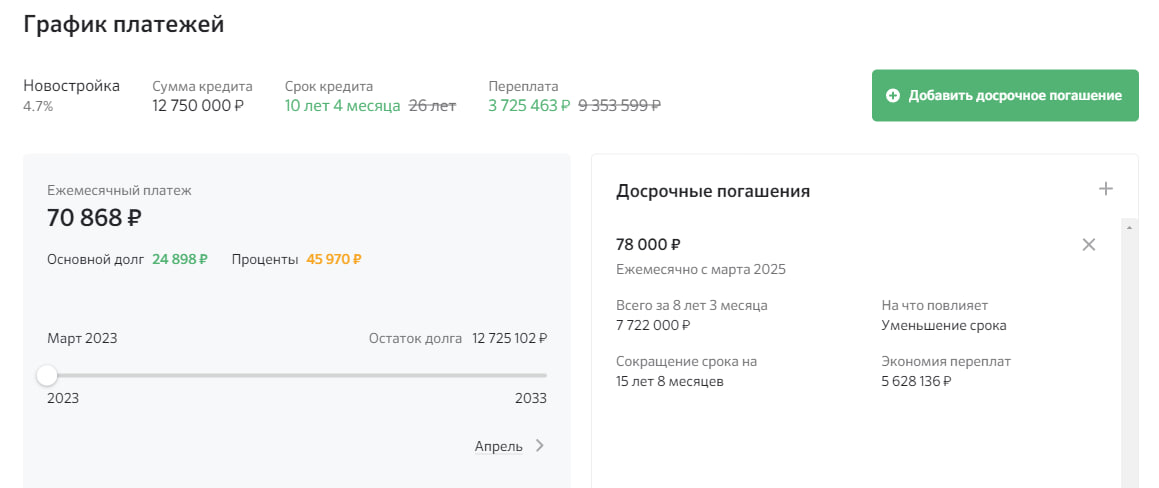 График платежей
Новостройка
4.7%
Сумма кредита
12 750 000 ₽
Срок кредита
10 лет 4 месяца 26 лет
Переплата
3 725 463 ₽ 9 353 599 ₽
Добавить досрочное погашение
Ежемесячный платеж
70 868 ₽
Основной долг 24 898 ₽ Проценты 45 970 ₽
Март 2023 Остаток долга 12 725 102 ₽
2023 2033
Апрель
Досрочные погашения
78 000 ₽
Ежемесячно с марта 2025
Всего за 8 лет 3 месяца
7 722 000 ₽
На что повлияет
Уменьшение срока
Сокращение срока на
15 лет 8 месяцев
Экономия переплат
5 628 136 ₽